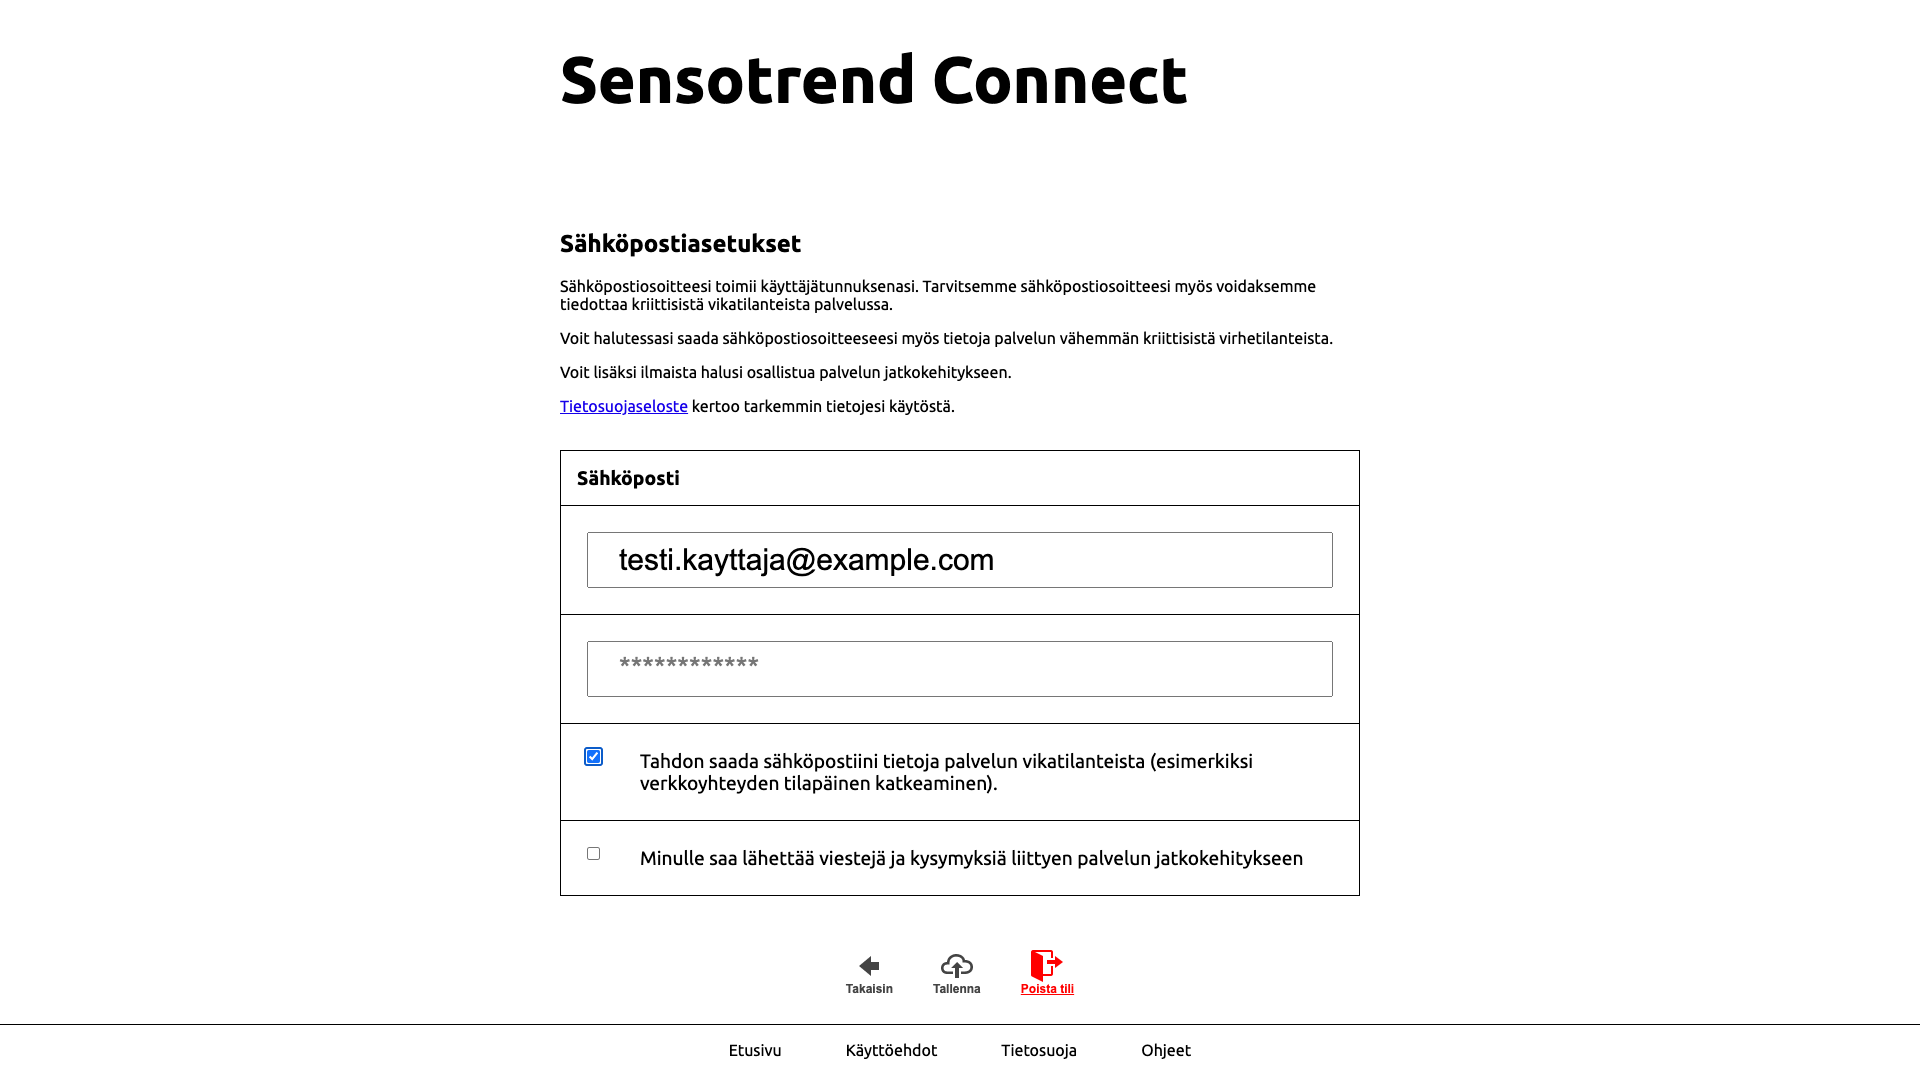 Sensotrend Connect
Sähköpostiasetukset
Sähköpostiosoitteesi toimii käyttäjätunnuksenasi. Tarvitsemme sähköpostiosoitteesi myös voidaksemme
tiedottaa kriittisistä vikatilanteista palvelussa.
Voit halutessasi saada sähköpostiosoitteeseesi myös tietoja palvelun vähemmän kriittisistä virhetilanteista.
Voit lisäksi ilmaista halusi osallistua palvelun jatkokehitykseen.
Tietosuojaseloste kertoo tarkemmin tietojesi käytöstä.
Sähköposti
testi.kayttaja@example.com
************
Tahdon saada sähköpostiini tietoja palvelun vikatilanteista (esimerkiksi
verkkoyhteyden tilapäinen katkeaminen).
Minulle saa lähettää viestejä ja kysymyksiä liittyen palvelun jatkokehitykseen
Takaisin Tallenna Poista tili
Etusivu Käyttöehdot Tietosuoja Ohjeet